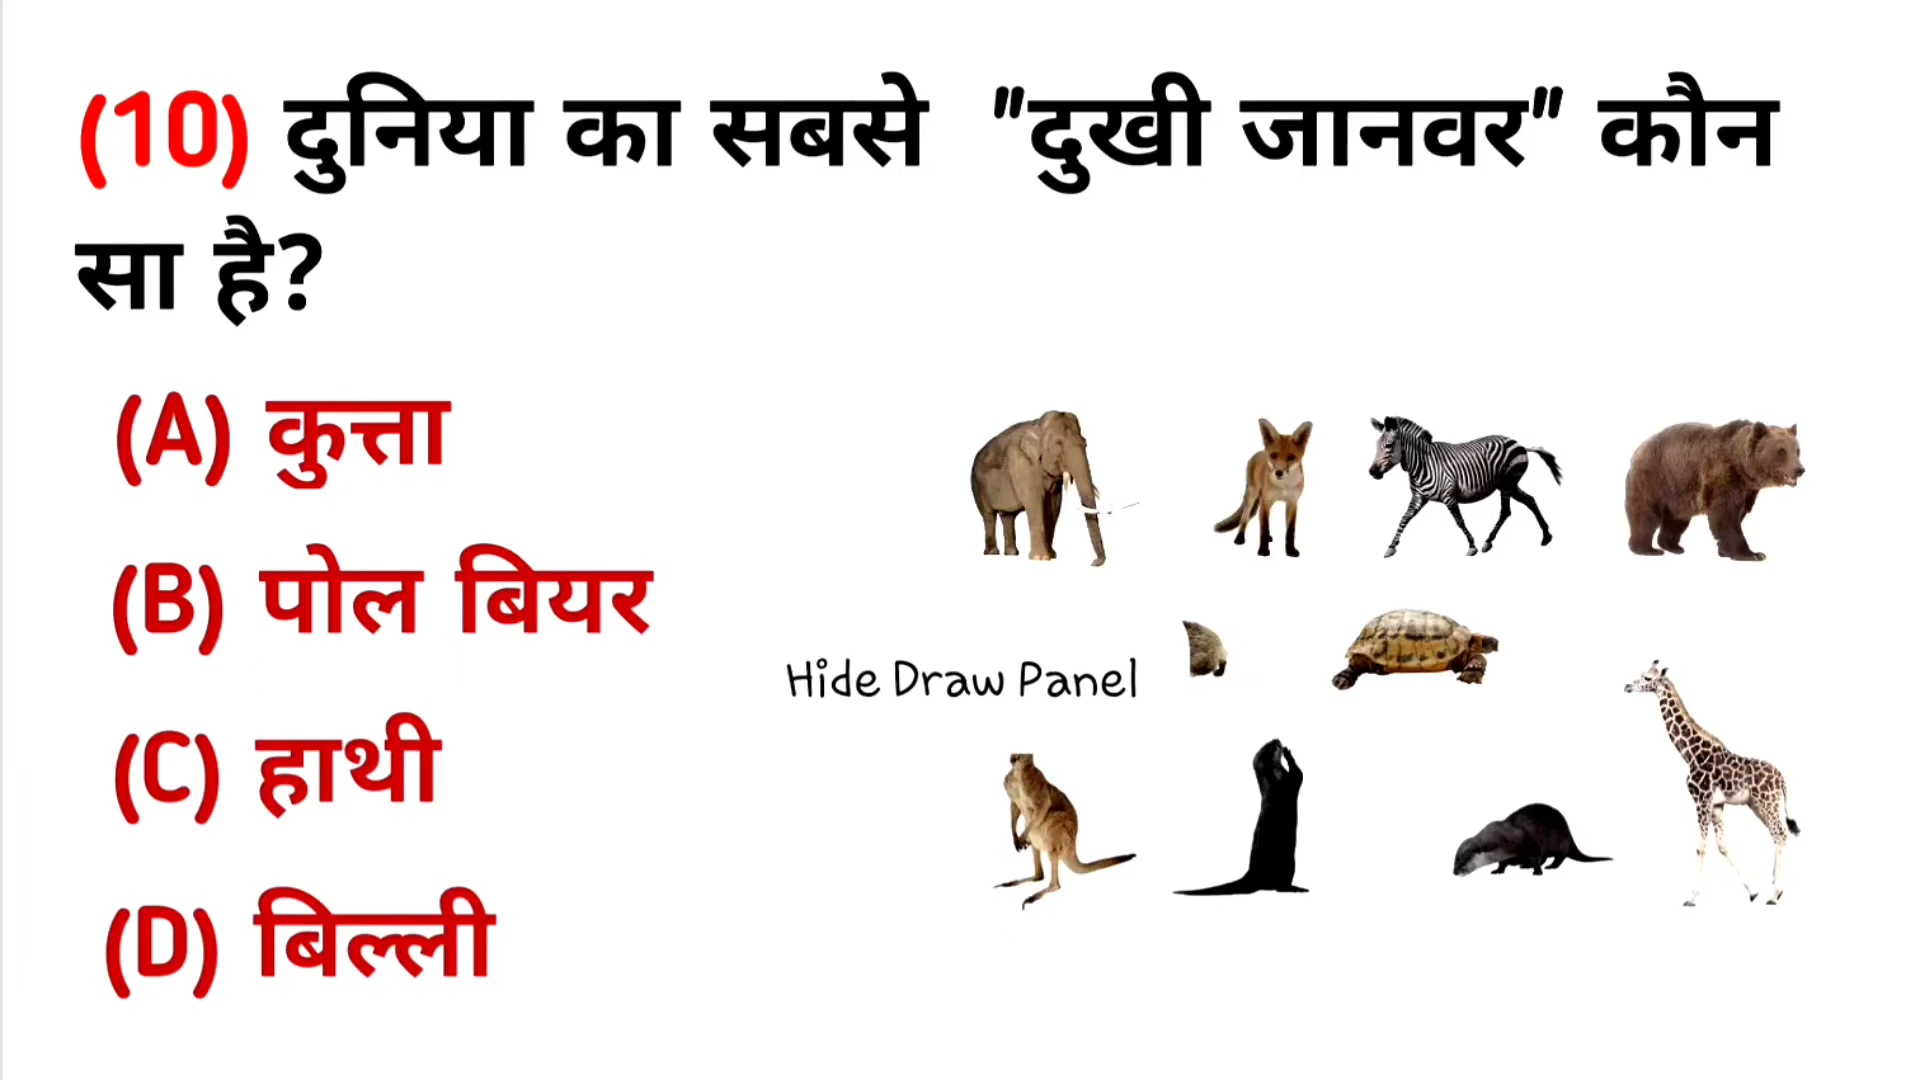 (10) दुनिया का सबसे "दुखी जानवर" कौन
सा है?
(A) कुत्ता
(B) पोल बियर
Hide Draw Panel
(C) हाथी
(D) बिल्ली